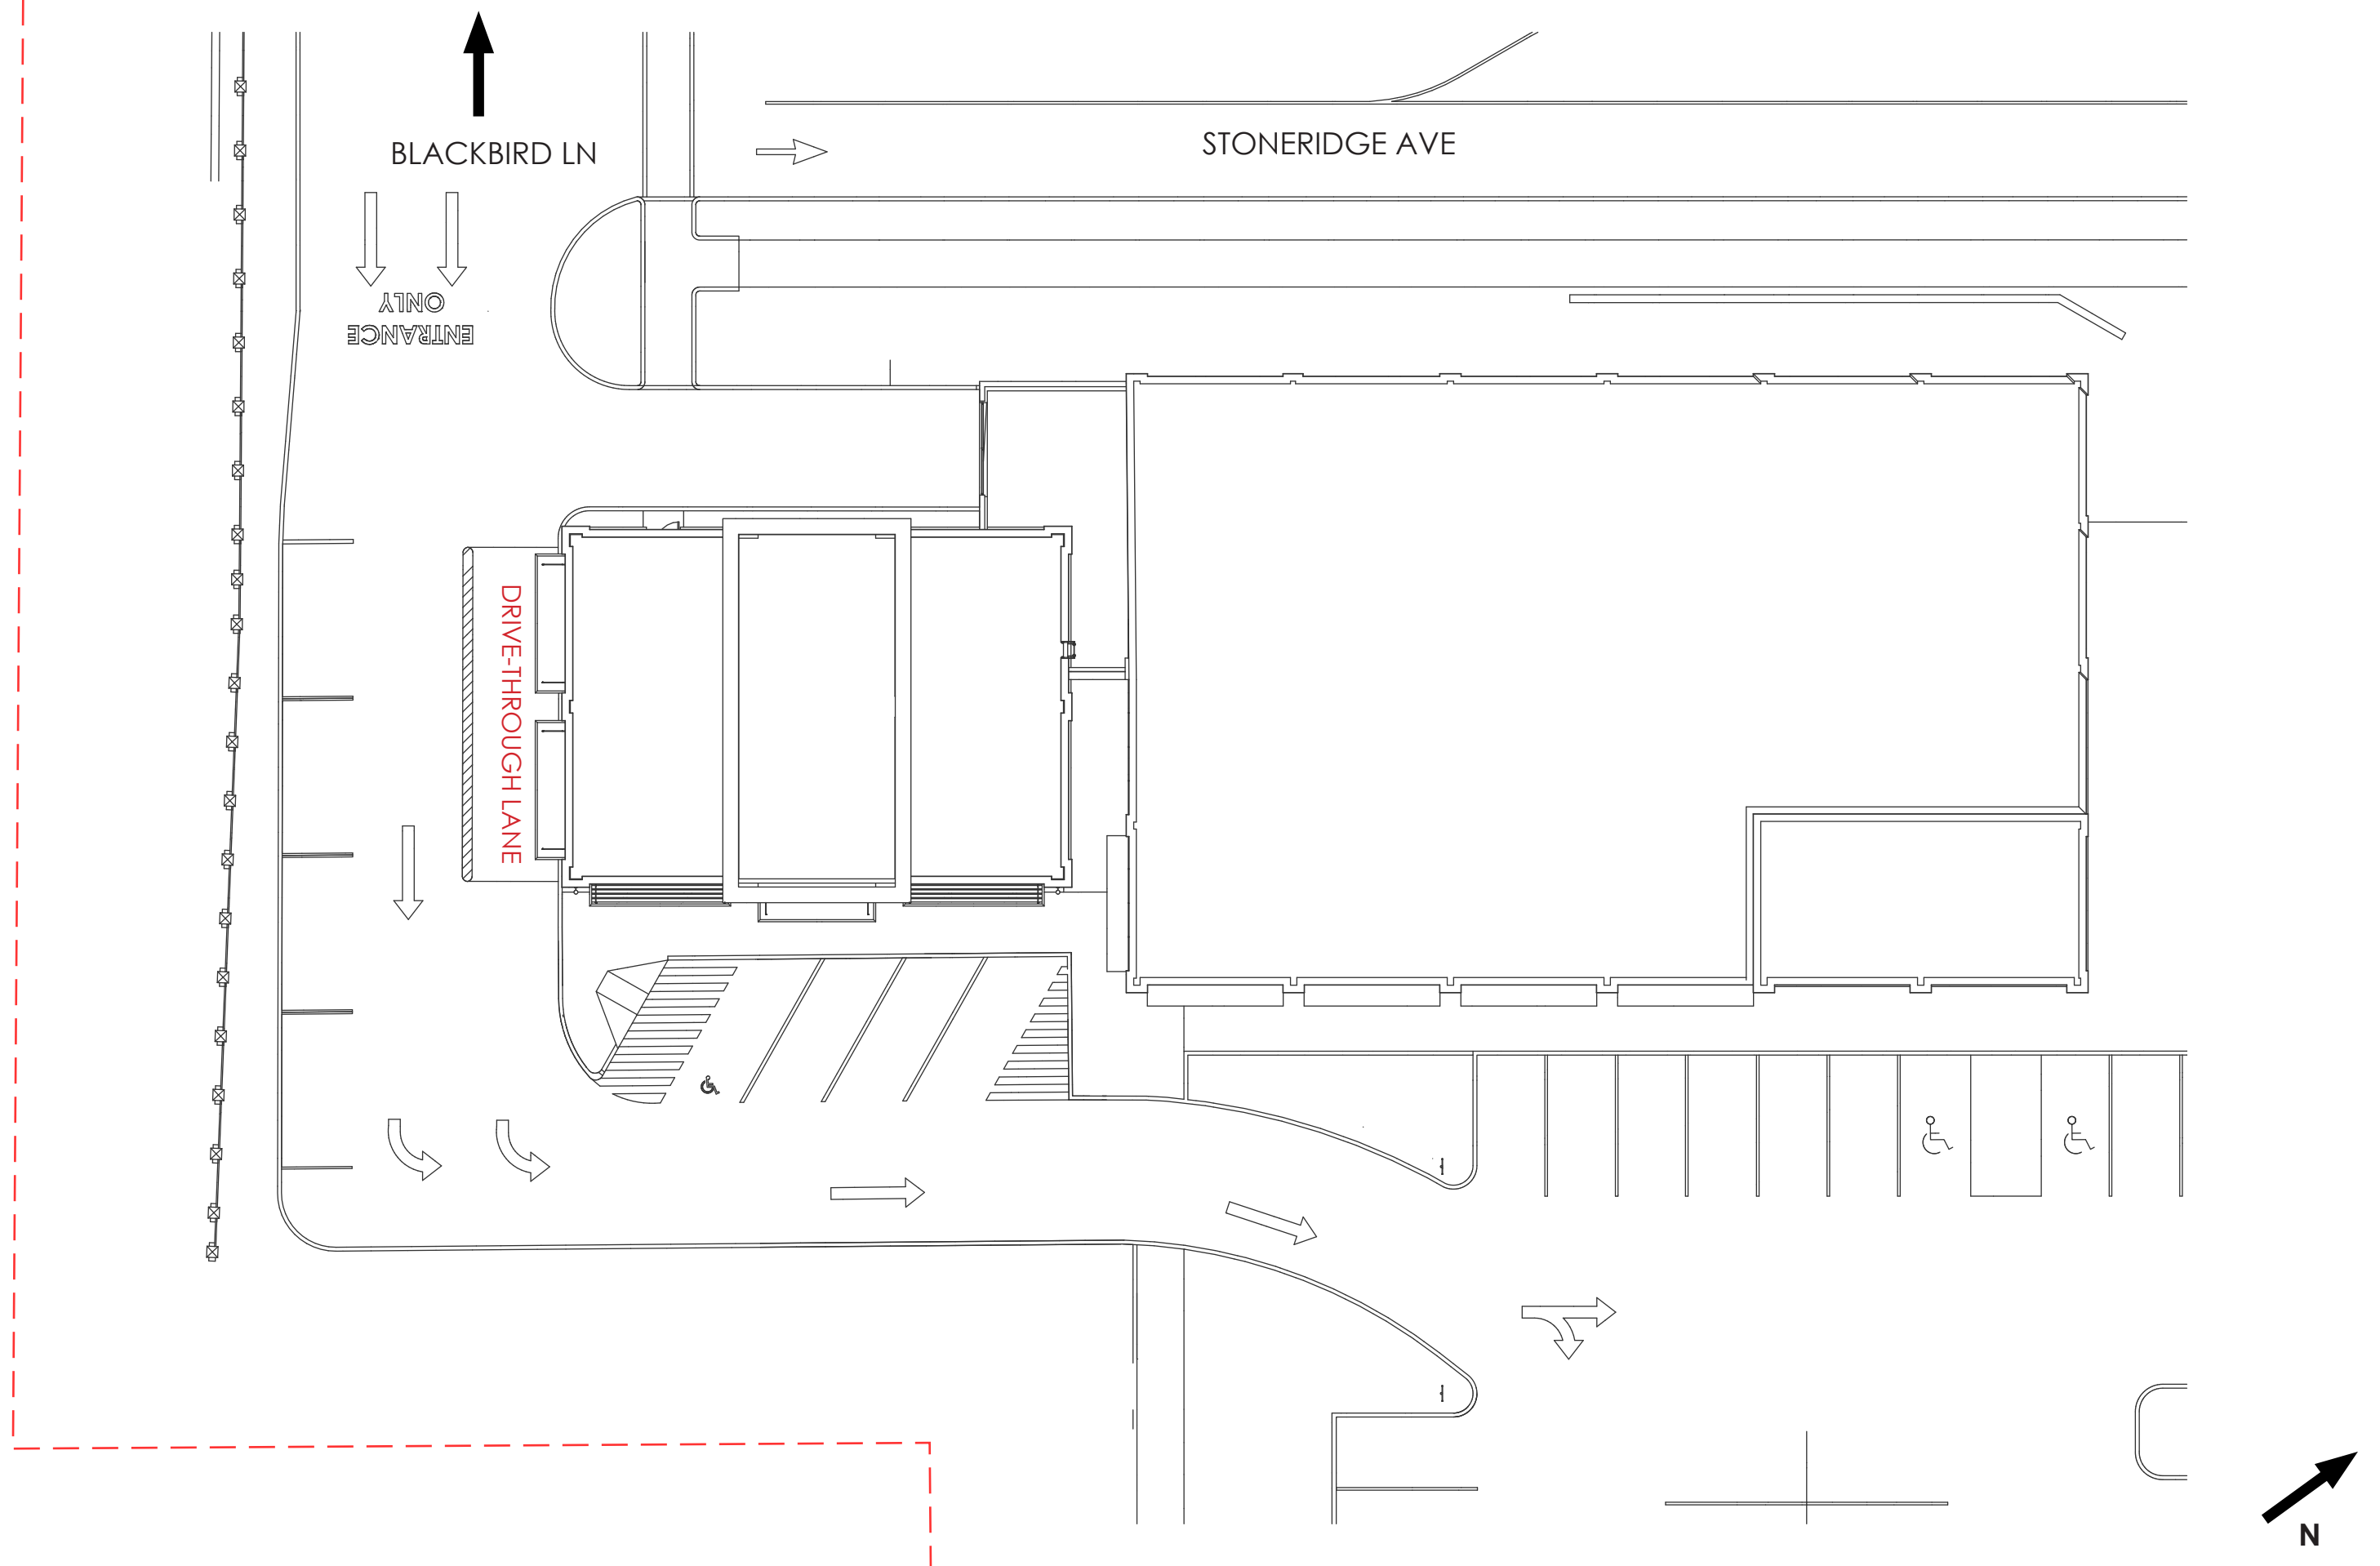 BLACKBIRD LN
STONERIDGE AVE
ENTRANCE
ONLY
DRIVE-THROUGH LANE
N